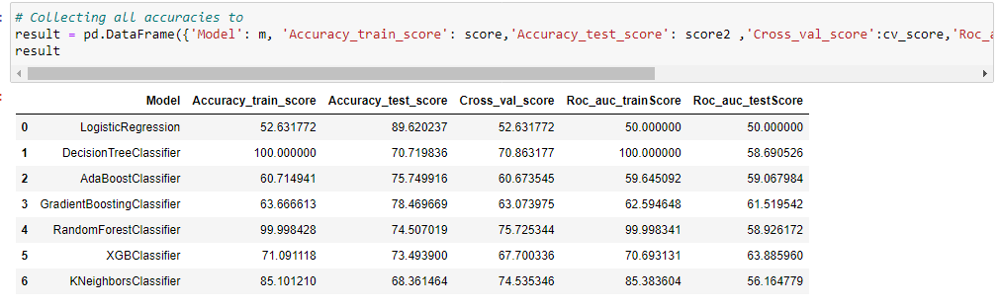 # Collecting all accuracies to
result = pd.DataFrame({'Model': m, 'Accuracy_train_score': score,'Accuracy_test_score': score2 ,'Cross_val_score':cv_score,'Roc_a
result
Model Accuracy_train_score Accuracy_test_score Cross_val_score Roc_auc_trainScore Roc_auc_testScore
0 LogisticRegression 52.631772 89.620237 52.631772 50.000000 50.000000
1 DecisionTreeClassifier 100.000000 70.719836 70.863177 100.000000 58.690526
2 AdaBoostClassifier 60.714941 75.749916 60.673545 59.645092 59.067984
3 GradientBoostingClassifier 63.666613 78.469669 63.073975 62.594648 61.519542
4 RandomForestClassifier 99.998428 74.507019 75.725344 99.998341 58.926172
5 XGBClassifier 71.091118 73.493900 67.700336 70.693131 63.885960
6 KNeighborsClassifier 85.101210 68.361464 74.535346 85.383604 56.164779